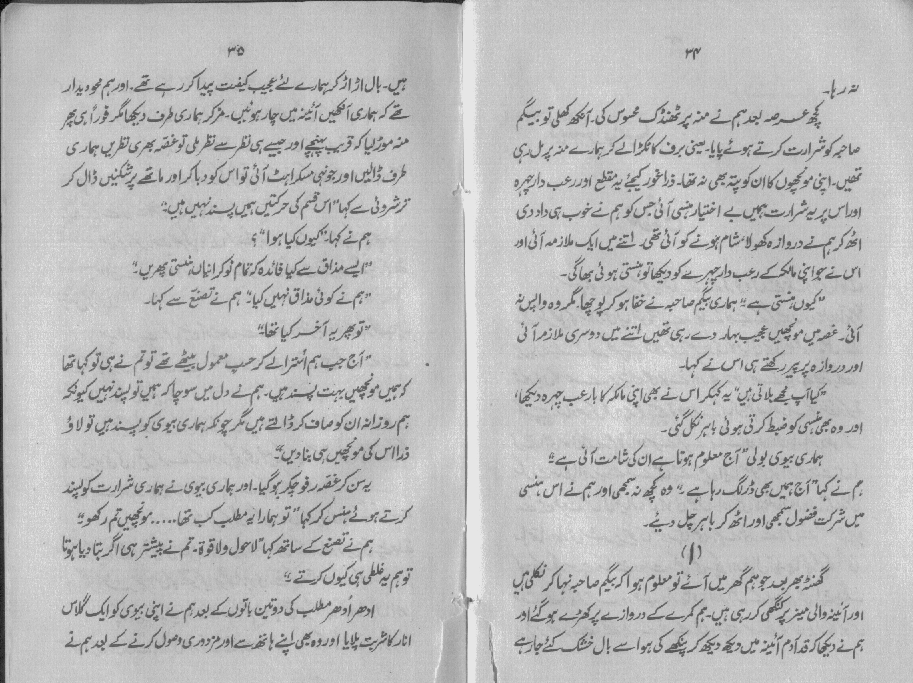 ۳۴
نہ رہا۔
کچھ عرصہ بعد ہم نے منہ پر ٹھنڈک محسوس کی۔ آنکھ کھلی تو بیگم
صاحبہ کو شرارت کرتے ہوئے پایا۔ یعنی برف کا ٹکڑا لے کر ہمارے منہ پر مل رہی
تھیں۔ اپنی مونچھوں کا ان کو پتہ بھی نہ تھا۔ ذرا غور کیجئے یہ مقطع اور رعب دار چہرہ
اور اس پر یہ شرارت ہمیں بے اختیار ہنسی آئی جس کو ہم نے خوب ہی داد دی
اٹھ کر ہم نے دروازہ کھولا، شام ہونے کو آئی تھی۔ اتنے میں ایک ملازمہ آئی اور
اس نے جو اپنی مالکہ کے رعب دار چہرے کو دیکھا تو ہنستی ہوئی بھاگی۔
"کیوں ہنستی ہے؟" ہماری بیگم صاحبہ نے خفا ہو کر پوچھا۔ مگر وہ واپس نہ
آئی۔ غصہ میں مونچھیں عجیب بہار دے رہی تھیں اتنے میں دوسری ملازمہ آئی
اور دروازہ پر پیر رکھتے ہی اس نے کہا۔
"کیا آپ مجھے بلاتی ہیں" یہ کہہ کر اس نے بھی اپنی مالکہ کا بارعب چہرہ دیکھا،
اور وہ بھی ہنسی کو ضبط کرتی ہوئی باہر نکل گئی۔
ہماری بیوی بولی "آج معلوم ہوتا ہے ان کی شامت آئی ہے"
ہم نے کہا "آج ہمیں بھی ڈر لگ رہا ہے۔" وہ کچھ نہ سمجھی اور ہم نے اس ہنسی
میں شرکت فضول سمجھی اور اٹھ کر باہر چل دیئے۔
گھنٹہ بھر بعد جو ہم گھر میں آئے تو معلوم ہوا کہ بیگم صاحبہ نہا کر نکلی ہیں
اور آئینہ والی میز پر کنگھی کر رہی ہیں۔ ہم کمرے کے دروازے پر کھڑے ہو گئے اور
ہم نے دیکھا کہ قد آدم آئینہ میں دیکھ دیکھ کر پنکھے کی ہوا سے بال خشک کئے جا رہے
۳۵
ہیں۔ بال اڑ اڑ کر ہمارے لئے عجیب کیفیت پیدا کر رہے تھے۔ اور ہم محو دیدار
تھے کہ ہماری آنکھیں آئینہ میں چار ہوئیں۔ مڑ کر ہماری طرف دیکھا مگر فوراً ہی پھر
منہ موڑ لیا کہ قریب پہنچے اور جیسے ہی نظر سے نظر ملی تو غصہ بھری نظریں ہماری
طرف ڈالیں اور جونہی مسکراہٹ آئی تو اس کو دبا کر اور ماتھے پر شکنیں ڈال کر
ترشروئی سے کہا "اس قسم کی حرکتیں ہمیں پسند نہیں ہیں"
ہم نے کہا۔ "کیوں کیا ہوا"؟
"ایسے مذاق سے کیا فائدہ کہ تمام نوکرانیاں ہنستی پھریں"
"ہم نے کوئی مذاق نہیں کیا" ہم نے تصنع سے کہا۔
"تو پھر یہ آخر کیا تھا"
"آج جب ہم استرا لے کر حسب معمول بیٹھے تھے تو تم نے ہی تو کہا تھا
کہ ہمیں مونچھیں بہت پسند ہیں۔ ہم نے دل میں سوچا کہ ہمیں تو پسند نہیں کیونکہ
ہم روزانہ ان کو صاف کر ڈالتے ہیں مگر چونکہ ہماری بیوی کو پسند ہیں تو لاؤ
ذرا اس کی مونچھیں ہی بنا دیں"
یہ سن کر غصہ رفوچکر ہو گیا۔ اور ہماری بیوی نے ہماری شرارت کو پسند
کرتے ہوئے ہنس کر کہا "تو ہمارا یہ مطلب کب تھا ..... مونچھیں تم رکھو"
ہم نے تصنع کے ساتھ کہا "لاحول ولا قوۃ۔ تم نے پیشتر ہی اگر بتا دیا ہوتا
تو ہم یہ غلطی ہی کیوں کرتے"
ادھر اُدھر مطلب کی دو تین باتوں کے بعد ہم نے اپنی بیوی کو ایک گلاس
انار کا شربت پلایا اور وہ بھی اپنے ہاتھ سے اور مزدوری وصول کرنے کے بعد ہم نے